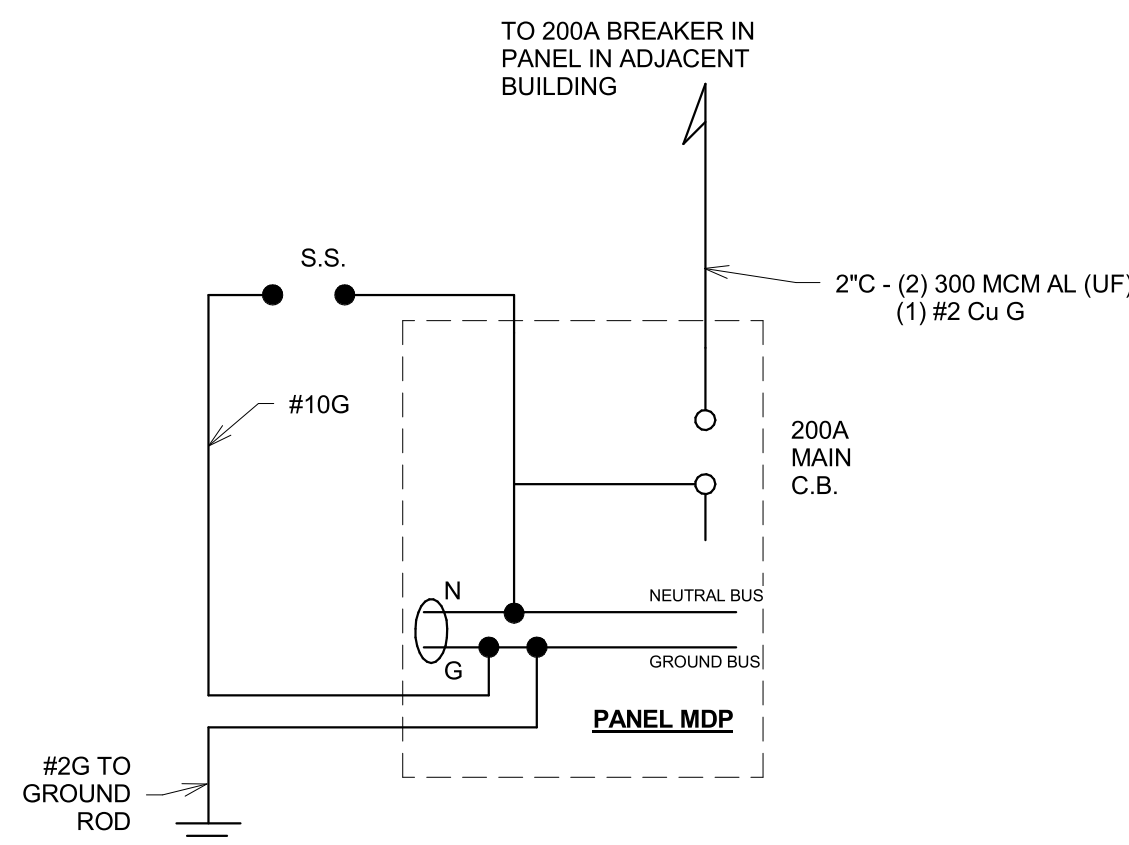 TO 200A BREAKER IN
PANEL IN ADJACENT
BUILDING
S.S.
2"C - (2) 300 MCM AL (UF)
(1) #2 Cu G
#10G
200A
MAIN
C.B.
N
NEUTRAL BUS
G
GROUND BUS
PANEL MDP
#2G TO
GROUND
ROD